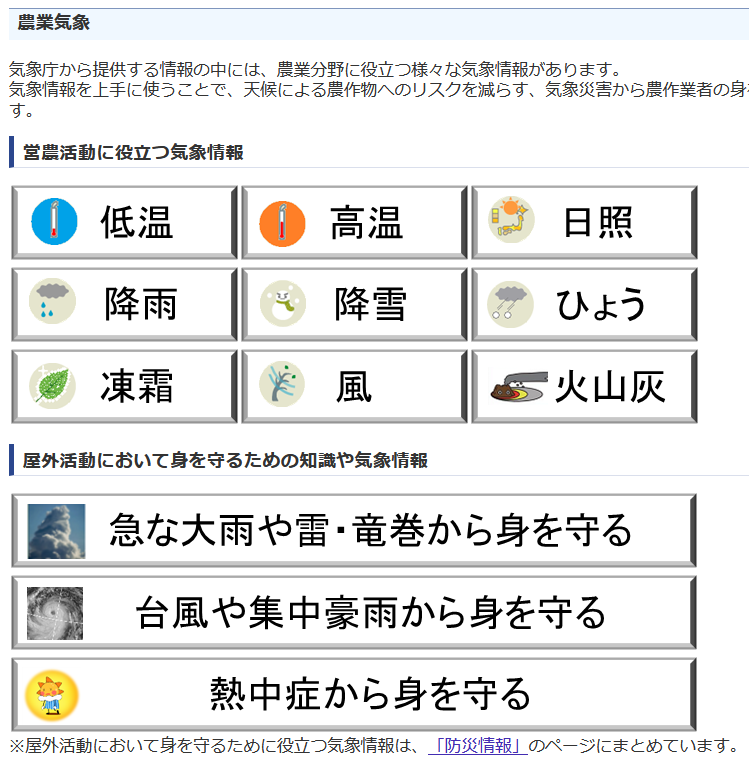 農業気象
気象庁から提供する情報の中には、農業分野に役立つ様々な気象情報があります。
気象情報を上手に使うことで、天候による農作物へのリスクを減らす、気象災害から農作業者の身を
す。
営農活動に役立つ気象情報
低温
高温
日照
降雨
降雪
ひょう
凍霜
風
火山灰
屋外活動において身を守るための知識や気象情報
急な大雨や雷・竜巻から身を守る
台風や集中豪雨から身を守る
熱中症から身を守る
※屋外活動において身を守るために役立つ気象情報は、「防災情報」のページにまとめています。